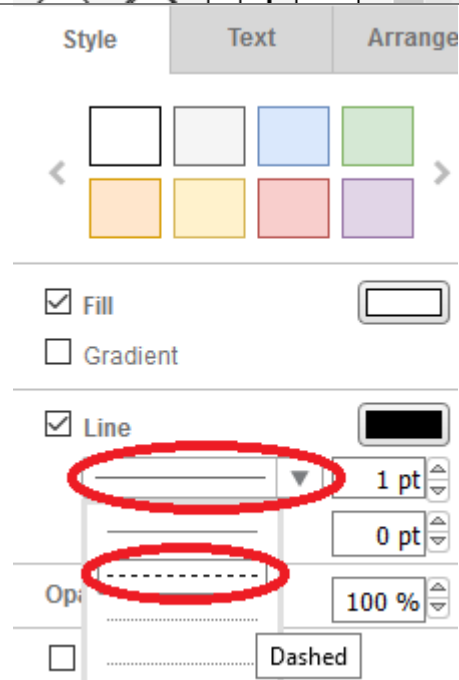 Style Text Arrange
Fill
Gradient
Line
1 pt
0 pt
Opa 100 %
Dashed